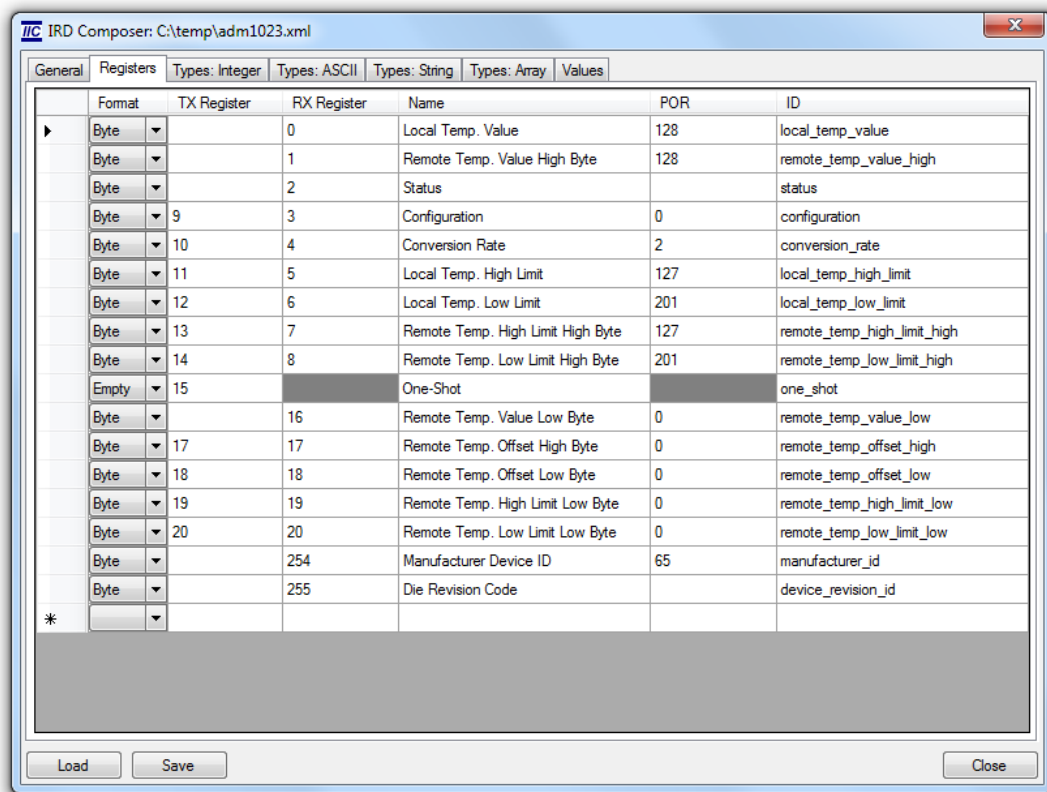 IIC IRD Composer: C:\temp\adm1023.xml
General Registers Types: Integer Types: ASCII Types: String Types: Array Values
Format TX Register RX Register Name POR ID
Byte 0 Local Temp. Value 128 local_temp_value
Byte 1 Remote Temp. Value High Byte 128 remote_temp_value_high
Byte 2 Status status
Byte 9 3 Configuration 0 configuration
Byte 10 4 Conversion Rate 2 conversion_rate
Byte 11 5 Local Temp. High Limit 127 local_temp_high_limit
Byte 12 6 Local Temp. Low Limit 201 local_temp_low_limit
Byte 13 7 Remote Temp. High Limit High Byte 127 remote_temp_high_limit_high
Byte 14 8 Remote Temp. Low Limit High Byte 201 remote_temp_low_limit_high
Empty 15 One-Shot one_shot
Byte 16 Remote Temp. Value Low Byte 0 remote_temp_value_low
Byte 17 17 Remote Temp. Offset High Byte 0 remote_temp_offset_high
Byte 18 18 Remote Temp. Offset Low Byte 0 remote_temp_offset_low
Byte 19 19 Remote Temp. High Limit Low Byte 0 remote_temp_high_limit_low
Byte 20 20 Remote Temp. Low Limit Low Byte 0 remote_temp_low_limit_low
Byte 254 Manufacturer Device ID 65 manufacturer_id
Byte 255 Die Revision Code device_revision_id
Load Save Close